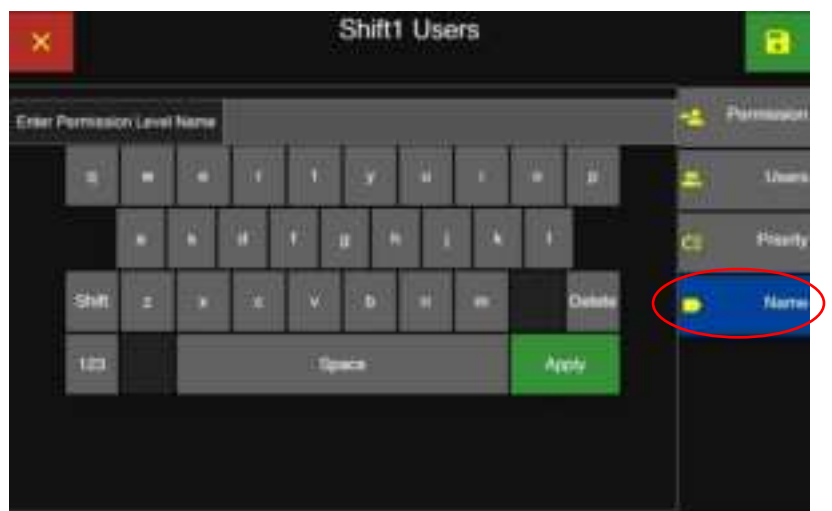 Shift1 Users
Enter Permission Level Name
Permission
Users
Priority
Name
q w e r t y u i o p
a s d f g h j k l
Shift z x c v b n m Delete
123 Space Apply